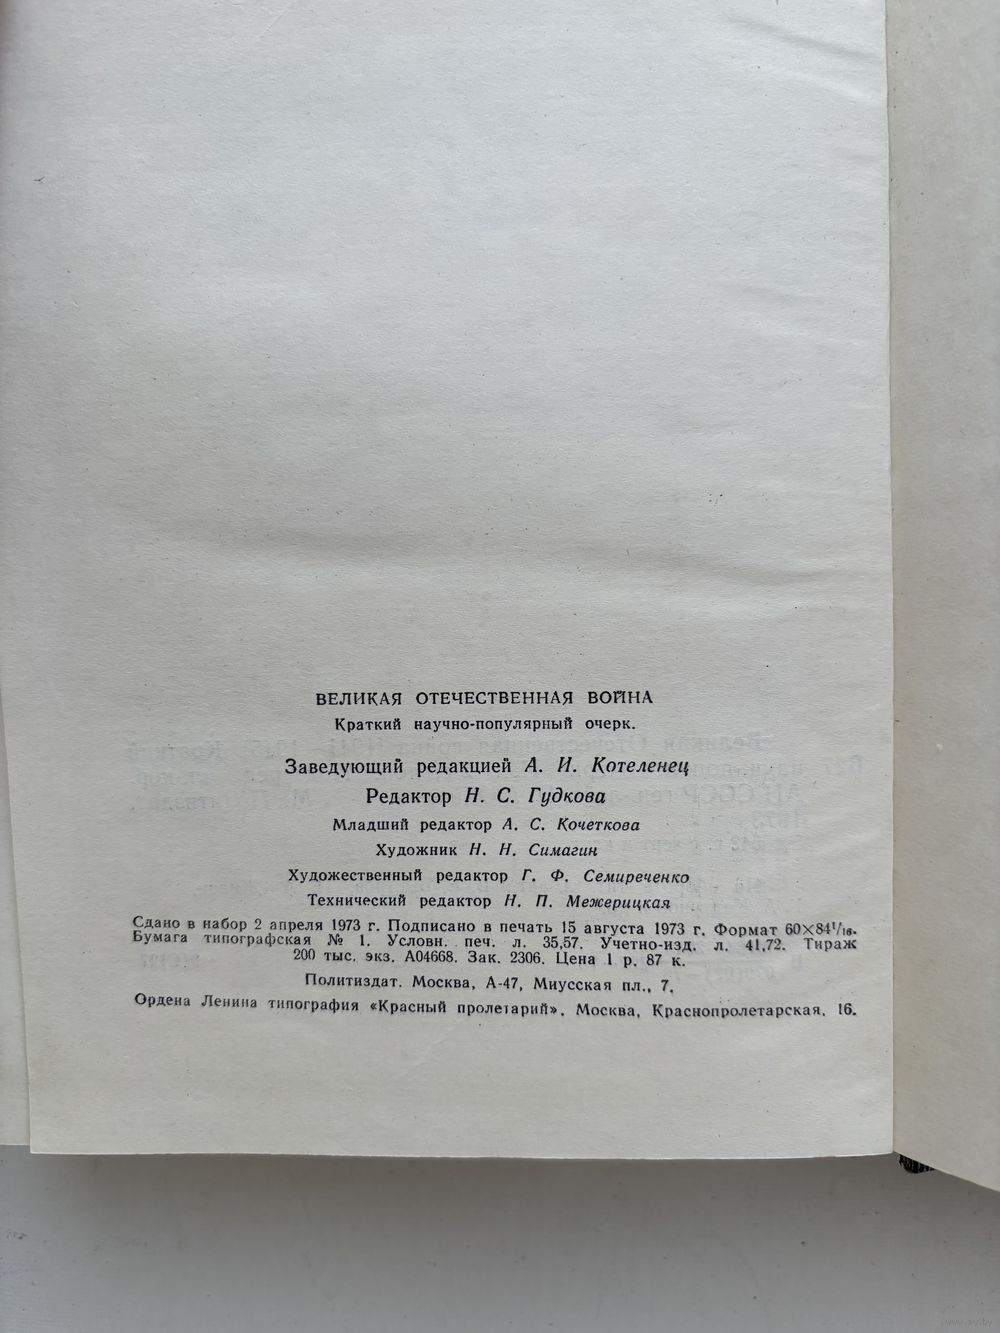 ВЕЛИКАЯ ОТЕЧЕСТВЕННАЯ ВОЙНА
Краткий научно-популярный очерк.
Заведующий редакцией А. И. Котеленец
Редактор Н. С. Гудкова
Младший редактор А. С. Кочеткова
Художник Н. Н. Симагин
Художественный редактор Г. Ф. Семиреченко
Технический редактор Н. П. Межерицкая
Сдано в набор 2 апреля 1973 г. Подписано в печать 15 августа 1973 г. Формат 60×84¹/₁₆.
Бумага типографская № 1. Условн. печ. л. 35,57. Учетно-изд. л. 41,72. Тираж
200 тыс. экз. А04668. Зак. 2306. Цена 1 р. 87 к.
Политиздат. Москва, А-47, Миусская пл., 7.
Ордена Ленина типография «Красный пролетарий». Москва, Краснопролетарская, 16.